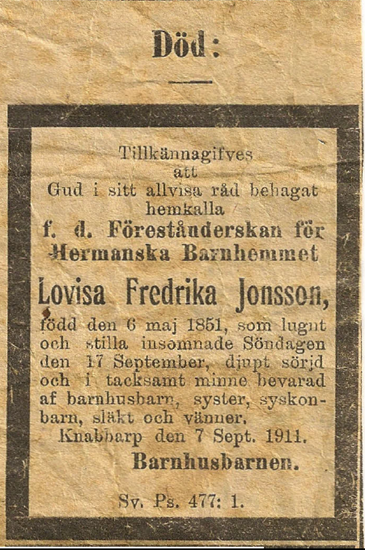 Död:
Tillkännagifves
att
Gud i sitt allvisa råd behagat
hemkalla
f. d. Föreståndarskan för
Hermanska Barnhemmet
Lovisa Fredrika Jonsson,
född den 6 maj 1851, som lugnt
och stilla insomnade Söndagen
den 17 September, djupt sörjd
och i tacksamt minne bevarad
af barnhusbarn, syster, syskon-
barn, släkt och vänner.
Knabbarp den 7 Sept. 1911.
Barnhusbarnen.
Sv. Ps. 477: 1.